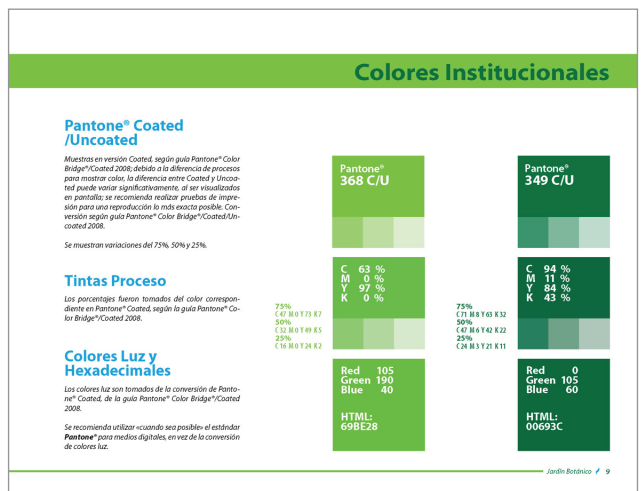 Colores Institucionales
Pantone® Coated
/Uncoated
Muestras en versión Coated, según guía Pantone® Color
Bridge®/Coated 2008; debido a la diferencia de procesos
para mostrar color, la diferencia entre Coated y Uncoa-
ted puede variar significativamente, al ser visualizados
en pantalla; se recomienda realizar pruebas de impre-
sión para una reproducción lo más exacta posible. Con-
versión según guía Pantone® Color Bridge®/Coated/Un-
coated 2008.
Se muestran variaciones del 75%, 50% y 25%.
Pantone®
368 C/U
Pantone®
349 C/U
Tintas Proceso
Los porcentajes fueron tomados del color correspon-
diente en Pantone® Coated, según la guía Pantone® Co-
lor Bridge®/Coated 2008.
75%
C 47 M 0 Y 73 K 7
50%
C 32 M 0 Y 49 K 5
25%
C 16 M 0 Y 24 K 2
C 63 %
M 0 %
Y 97 %
K 0 %
75%
C 71 M 8 Y 63 K 32
50%
C 47 M 6 Y 42 K 22
25%
C 24 M 3 Y 21 K 11
C 94 %
M 11 %
Y 84 %
K 43 %
Colores Luz y
Hexadecimales
Los colores luz son tomados de la conversión de Panto-
ne® Coated, de la guía Pantone® Color Bridge®/Coated
2008.
Se recomienda utilizar «cuando sea posible» el estándar
Pantone® para medios digitales, en vez de la conversión
de colores luz.
Red 105
Green 190
Blue 40
HTML:
69BE28
Red 0
Green 105
Blue 60
HTML:
00693C
Jardín Botánico 9